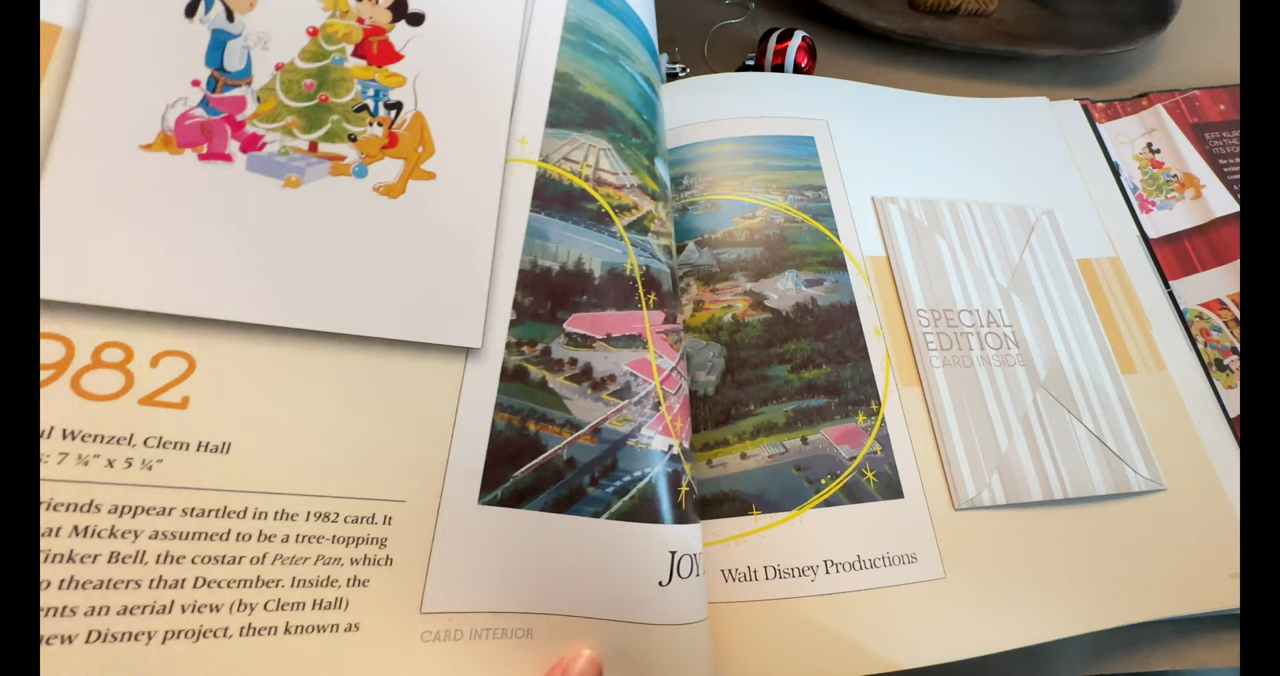 982
ul Wenzel, Clem Hall
s: 7 ¾" x 5 ¼"
riends appear startled in the 1982 card. It
at Mickey assumed to be a tree-topping
Tinker Bell, the costar of Peter Pan, which
o theaters that December. Inside, the
ents an aerial view (by Clem Hall)
new Disney project, then known as
CARD INTERIOR
JOY
Walt Disney Productions
SPECIAL
EDITION
CARD INSIDE
ON THE